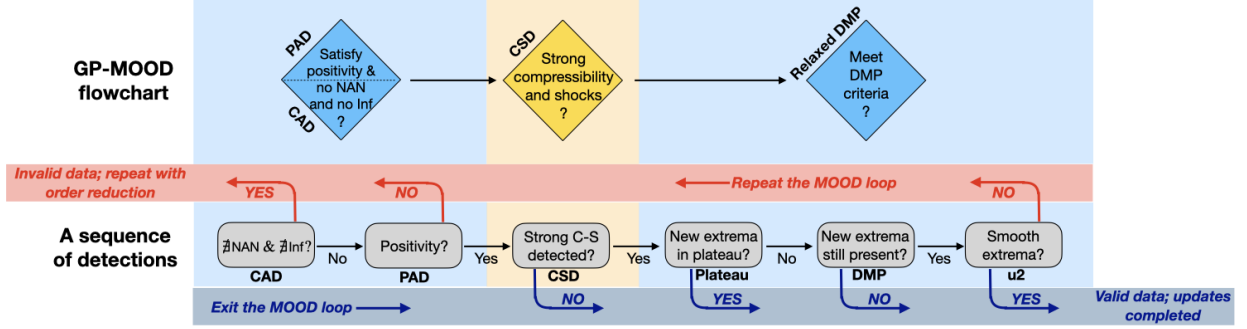 GP-MOOD
flowchart
PAD
Satisfy
positivity &
no NAN
and no Inf
?
CAD
CSD
Strong
compressibility
and shocks
?
Relaxed DMP
Meet
DMP
criteria
?
Invalid data; repeat with
order reduction
YES
NO
Repeat the MOOD loop
NO
A sequence
of detections
∄NAN & ∄Inf?
CAD
No
Positivity?
PAD
Yes
Strong C-S
detected?
CSD
Yes
New extrema
in plateau?
Plateau
No
New extrema
still present?
DMP
Yes
Smooth
extrema?
u2
Exit the MOOD loop
NO
YES
NO
YES
Valid data; updates
completed